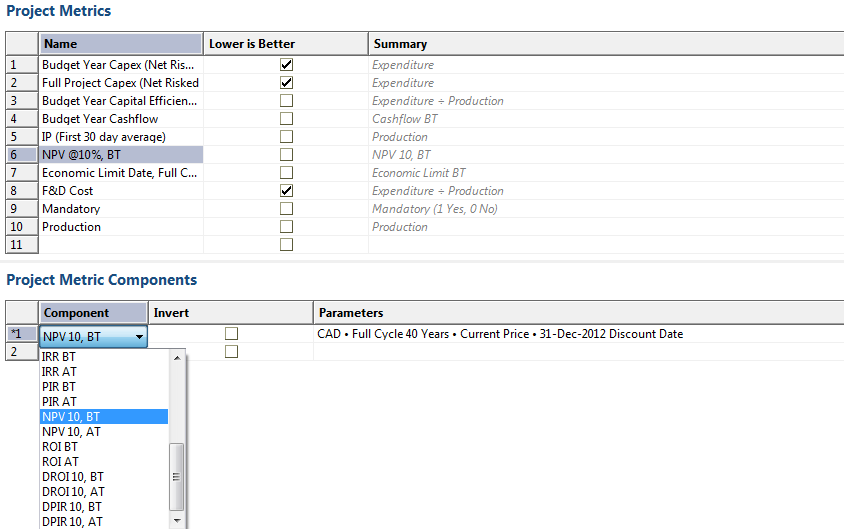 Project Metrics
Name Lower is Better Summary
1 Budget Year Capex (Net Ris... Expenditure
2 Full Project Capex (Net Risked Expenditure
3 Budget Year Capital Efficien... Expenditure ÷ Production
4 Budget Year Cashflow Cashflow BT
5 IP (First 30 day average) Production
6 NPV @10%, BT NPV 10, BT
7 Economic Limit Date, Full C... Economic Limit BT
8 F&D Cost Expenditure ÷ Production
9 Mandatory Mandatory (1 Yes, 0 No)
10 Production Production
11
Project Metric Components
Component Invert Parameters
*1 NPV 10, BT CAD • Full Cycle 40 Years • Current Price • 31-Dec-2012 Discount Date
2
IRR BT
IRR AT
PIR BT
PIR AT
NPV 10, BT
NPV 10, AT
ROI BT
ROI AT
DROI 10, BT
DROI 10, AT
DPIR 10, BT
DPIR 10, AT